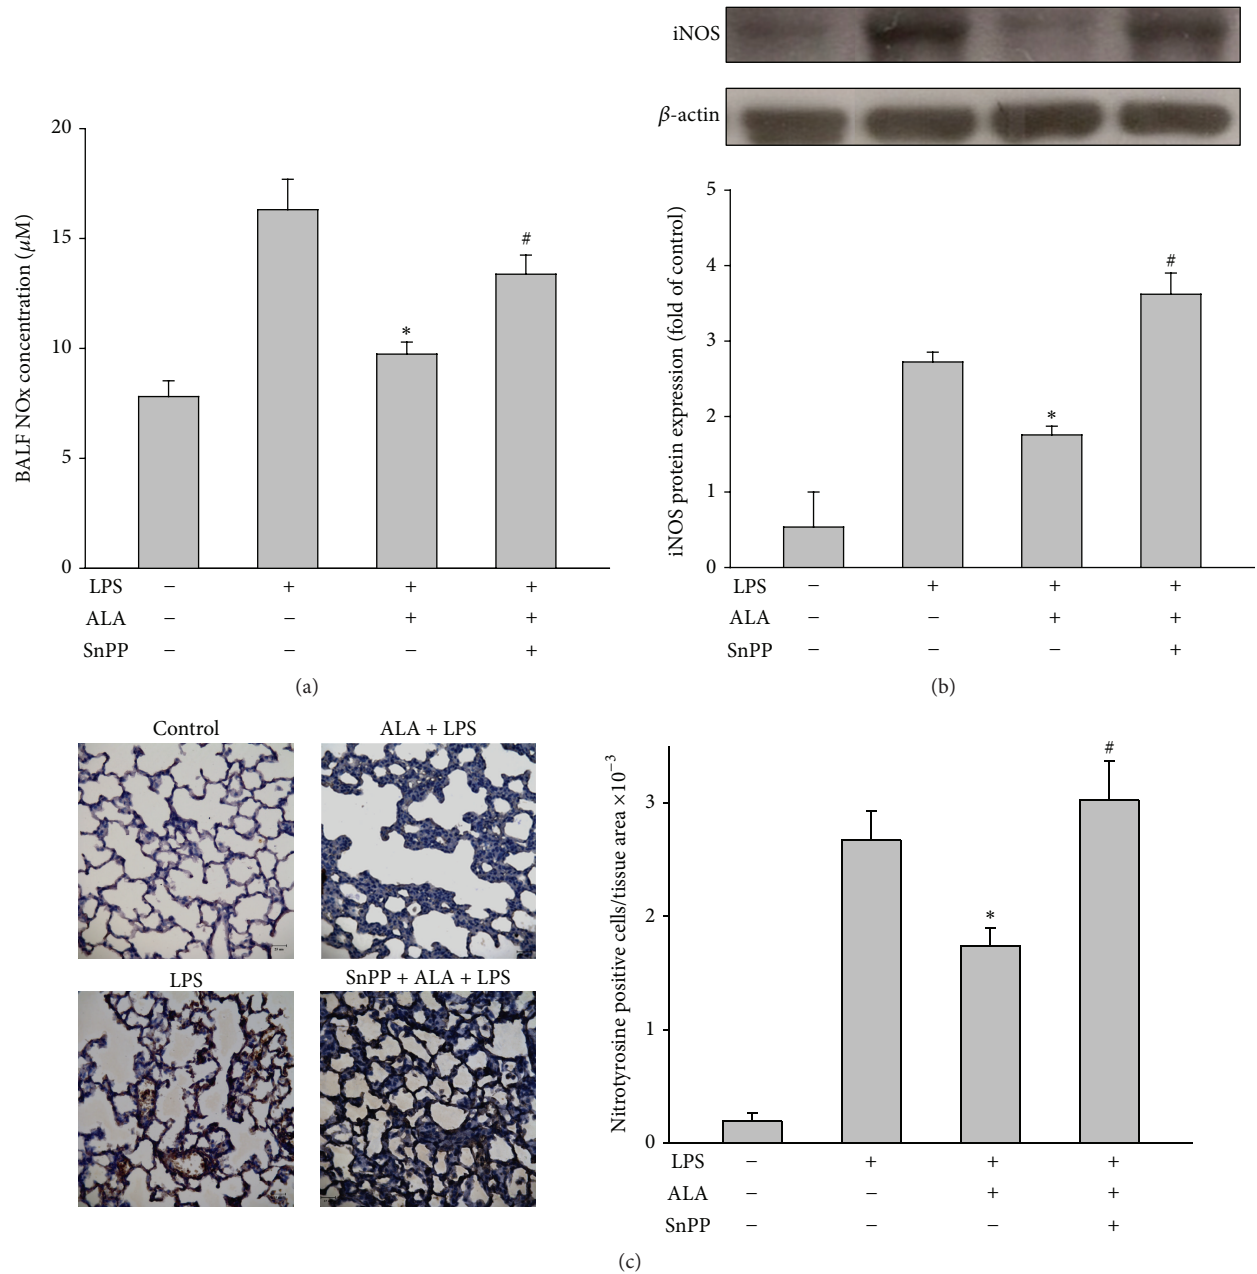 20
15
10
5
0
BALF NOx concentration (μM)
*
#
LPS − + + +
ALA − − + +
SnPP − − − +
(a)
iNOS
β-actin
5
4
3
2
1
0
iNOS protein expression (fold of control)
*
#
LPS − + + +
ALA − − + +
SnPP − − − +
(b)
Control
ALA + LPS
LPS
SnPP + ALA + LPS
3
2
1
0
Nitrotyrosine positive cells/tissue area ×10⁻³
*
#
LPS − + + +
ALA − − + +
SnPP − − − +
(c)